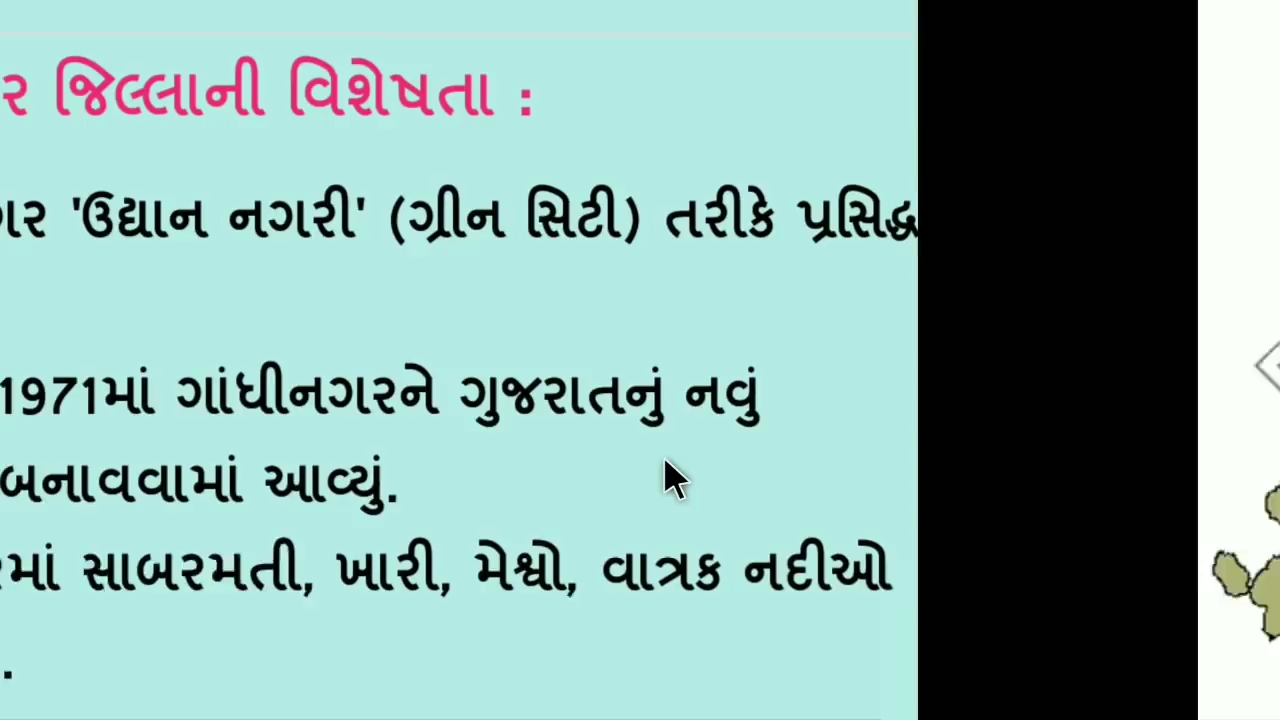 ર જિલ્લાની વિશેષતા :
ગર 'ઉદ્યાન નગરી' (ગ્રીન સિટી) તરીકે પ્રસિદ્ધ
1971માં ગાંધીનગરને ગુજરાતનું નવું
બનાવવામાં આવ્યું.
રમાં સાબરમતી, ખારી, મેશ્વો, વાત્રક નદીઓ
.